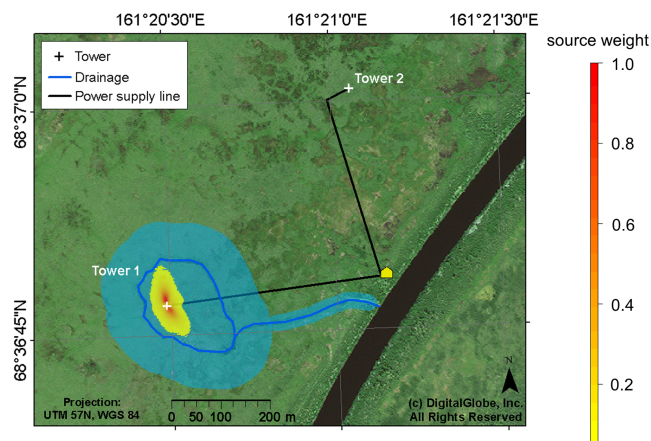 161°20'30"E 161°21'0"E 161°21'30"E
source weight
Tower
Drainage
Power supply line
Tower 2
Tower 1
68°37'0"N
68°36'45"N
1.0
0.8
0.6
0.4
0.2
N
Projection:
UTM 57N, WGS 84
0 50 100 200 m
(c) DigitalGlobe, Inc.
All Rights Reserved